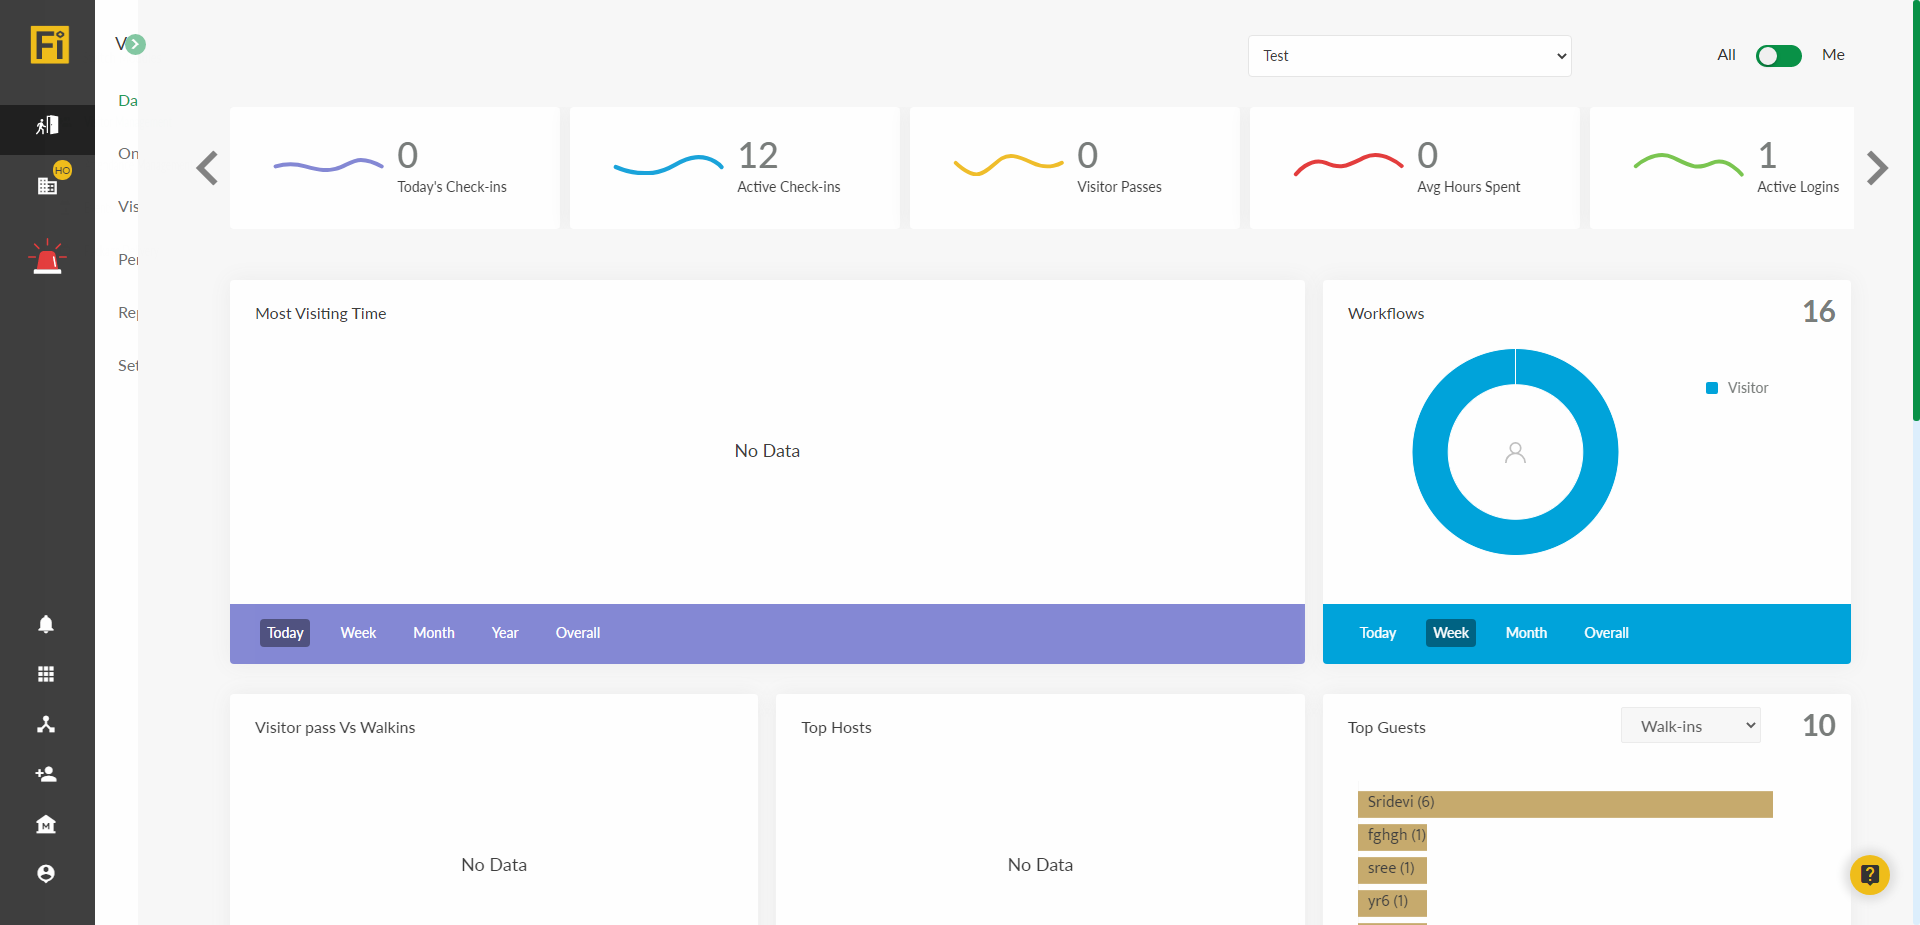 Fi
V
Test
All
Me
Da
On
HO
Vis
Per
Rep
Set
0
Today's Check-ins
12
Active Check-ins
0
Visitor Passes
0
Avg Hours Spent
1
Active Logins
Most Visiting Time
No Data
Today Week Month Year Overall
Workflows
16
Visitor
Today Week Month Overall
Visitor pass Vs Walkins
No Data
Top Hosts
No Data
Top Guests
Walk-ins
10
Sridevi (6)
fghgh (1)
sree (1)
yr6 (1)
M
?